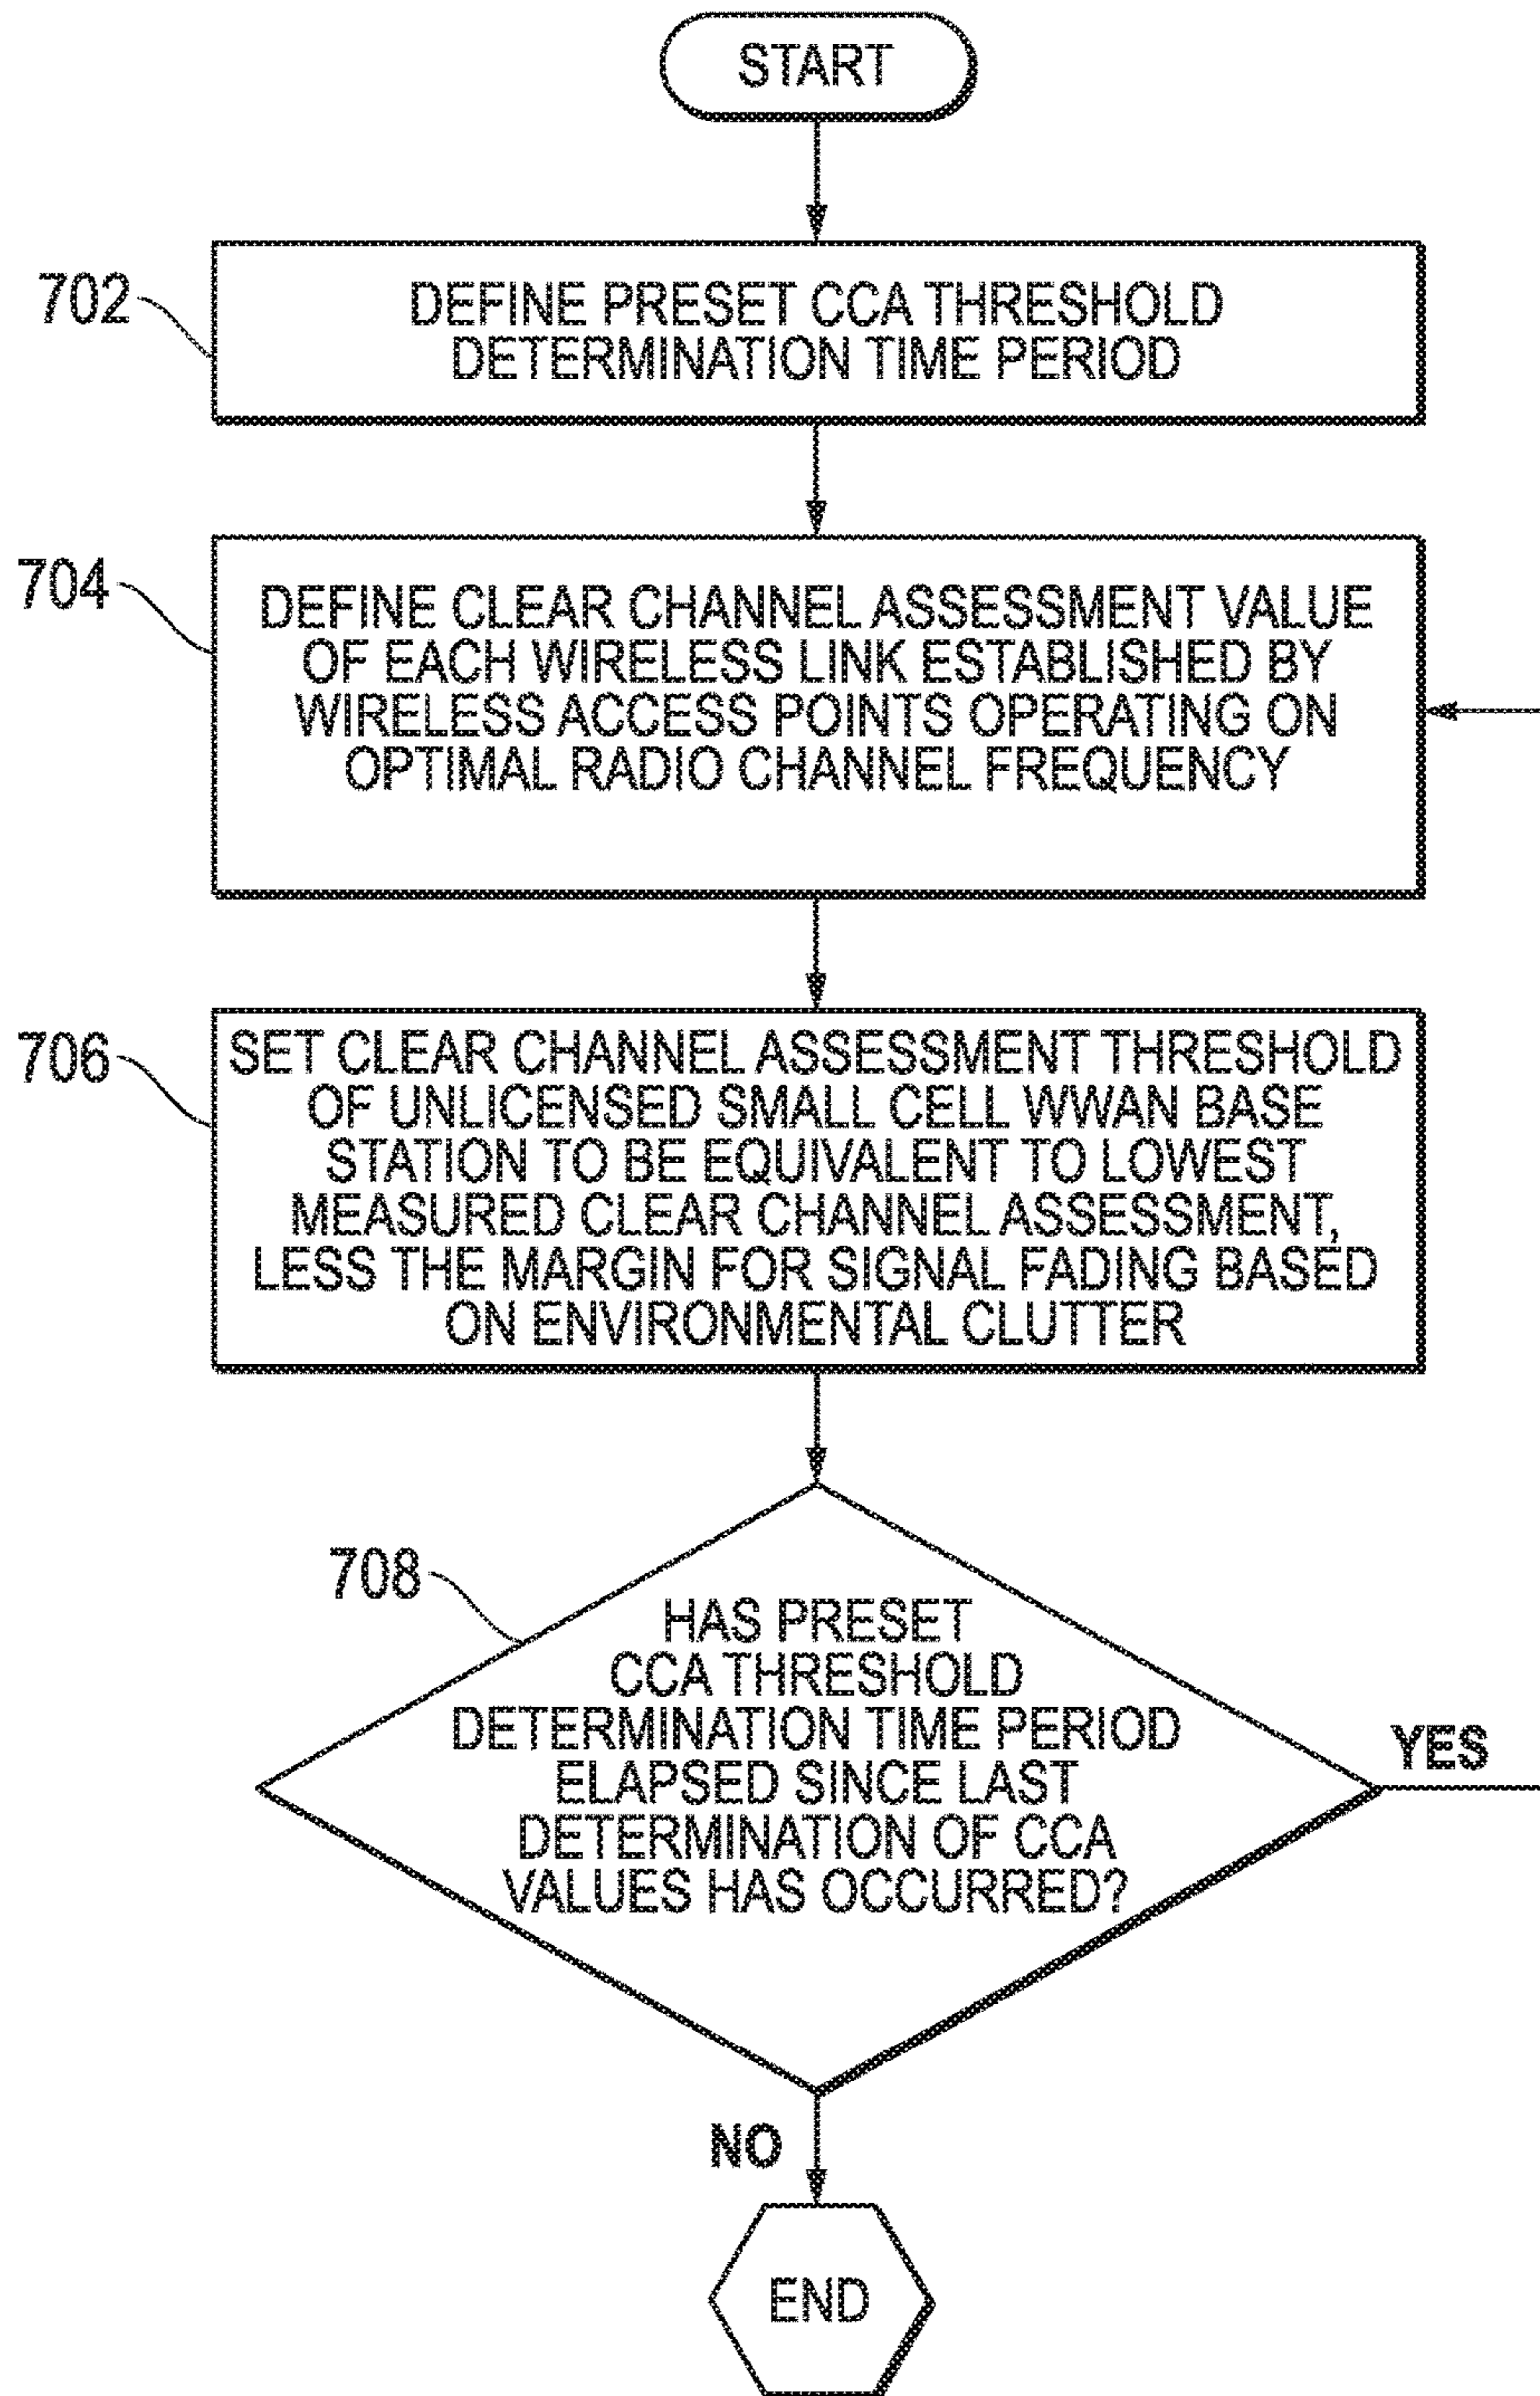 START
702
DEFINE PRESET CCA THRESHOLD
DETERMINATION TIME PERIOD
704
DEFINE CLEAR CHANNEL ASSESSMENT VALUE
OF EACH WIRELESS LINK ESTABLISHED BY
WIRELESS ACCESS POINTS OPERATING ON
OPTIMAL RADIO CHANNEL FREQUENCY
706
SET CLEAR CHANNEL ASSESSMENT THRESHOLD
OF UNLICENSED SMALL CELL WWAN BASE
STATION TO BE EQUIVALENT TO LOWEST
MEASURED CLEAR CHANNEL ASSESSMENT,
LESS THE MARGIN FOR SIGNAL FADING BASED
ON ENVIRONMENTAL CLUTTER
708
HAS PRESET
CCA THRESHOLD
DETERMINATION TIME PERIOD
ELAPSED SINCE LAST
DETERMINATION OF CCA
VALUES HAS OCCURRED?
YES
NO
END